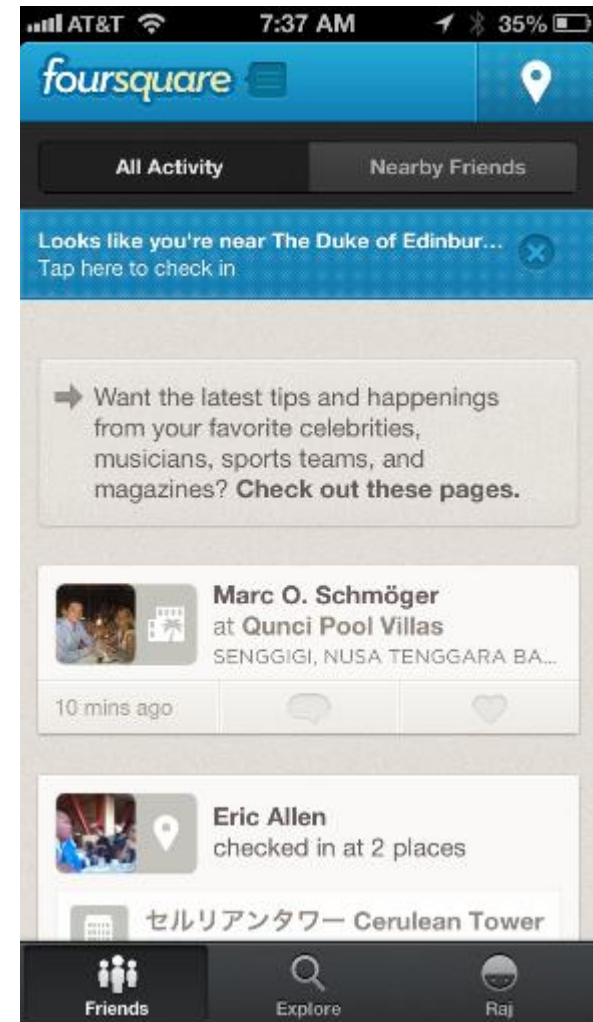 AT&T 7:37 AM 35%
foursquare
All Activity Nearby Friends
Looks like you're near The Duke of Edinbur...
Tap here to check in
Want the latest tips and happenings
from your favorite celebrities,
musicians, sports teams, and
magazines? Check out these pages.
Marc O. Schmöger
at Qunci Pool Villas
SENGGIGI, NUSA TENGGARA BA...
10 mins ago
Eric Allen
checked in at 2 places
セルリアンタワー Cerulean Tower
Friends Explore Raj